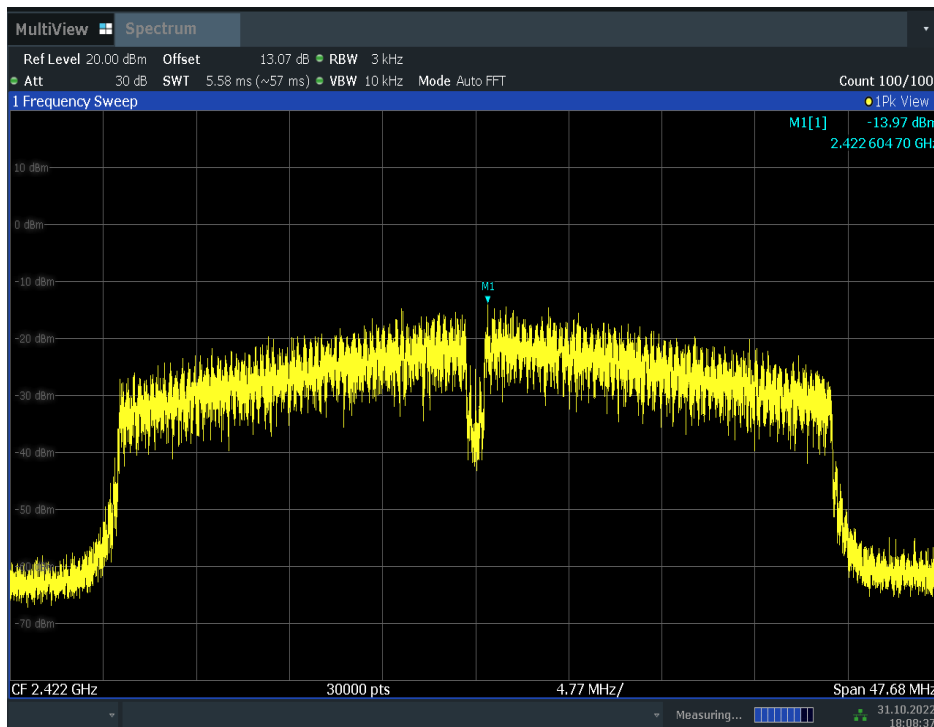 MultiView Spectrum
Ref Level 20.00 dBm Offset 13.07 dB RBW 3 kHz
Att 30 dB SWT 5.58 ms (~57 ms) VBW 10 kHz Mode Auto FFT Count 100/100
1 Frequency Sweep 1Pk View
M1[1] -13.97 dBm
2.422 604 70 GHz
10 dBm
0 dBm
-10 dBm
M1
-20 dBm
-30 dBm
-40 dBm
-50 dBm
-70 dBm
CF 2.422 GHz 30000 pts 4.77 MHz/ Span 47.68 MHz
Measuring... 31.10.2022
18:08:37